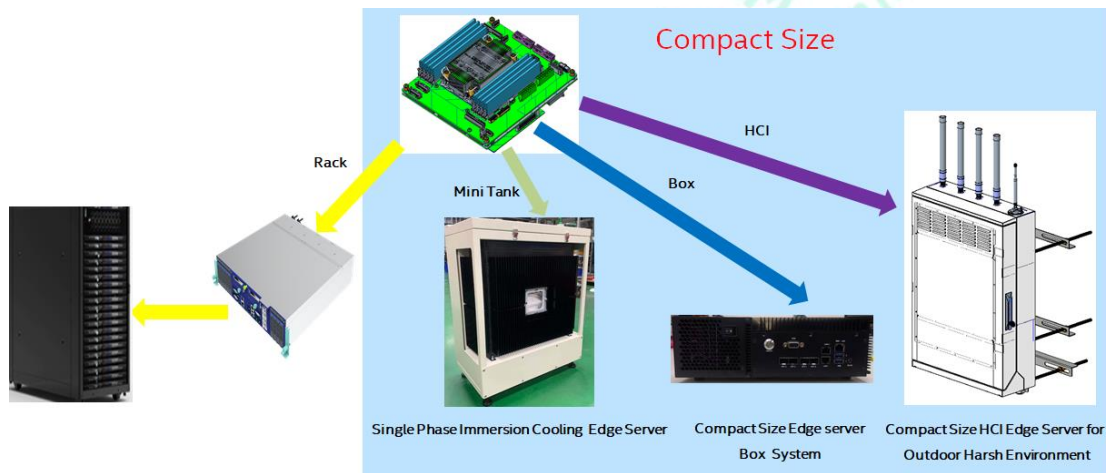 Compact Size
HCI
Rack
Box
Mini Tank
Single Phase Immersion Cooling Edge Server
Compact Size Edge server
Box System
Compact Size HCI Edge Server for
Outdoor Harsh Environment